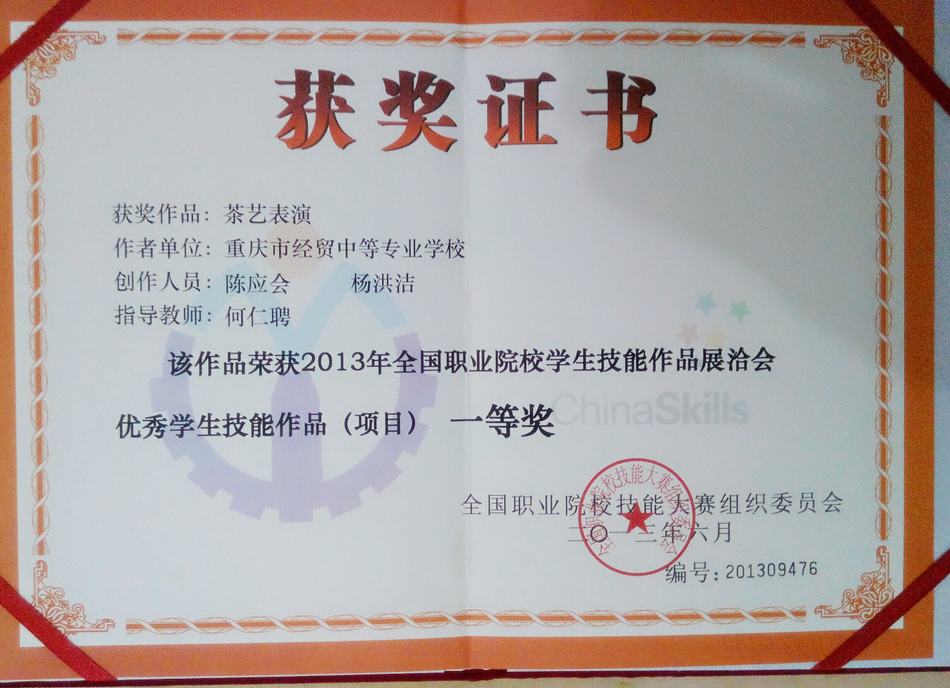 获奖证书
获奖作品：茶艺表演
作者单位：重庆市经贸中等专业学校
创作人员：陈应会 杨洪洁
指导教师：何仁聘
该作品荣获2013年全国职业院校学生技能作品展洽会
优秀学生技能作品（项目） 一等奖
ChinaSkills
全国职业院校技能大赛组织委员会
二〇一三年六月
编号:201309476